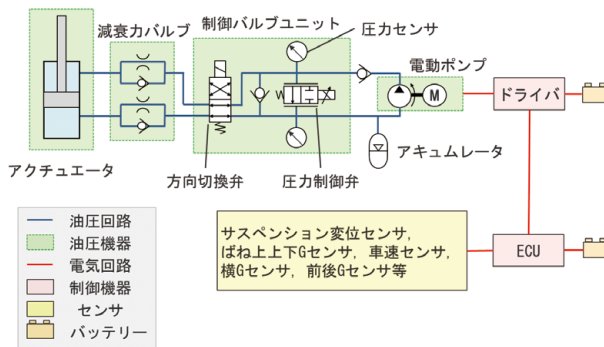 減衰力バルブ
制御バルブユニット
圧力センサ
電動ポンプ
M
ドライバ
アクチュエータ
方向切換弁
圧力制御弁
アキュムレータ
油圧回路
油圧機器
電気回路
制御機器
センサ
バッテリー
サスペンション変位センサ,
ばね上上下Gセンサ, 車速センサ,
横Gセンサ, 前後Gセンサ等
ECU